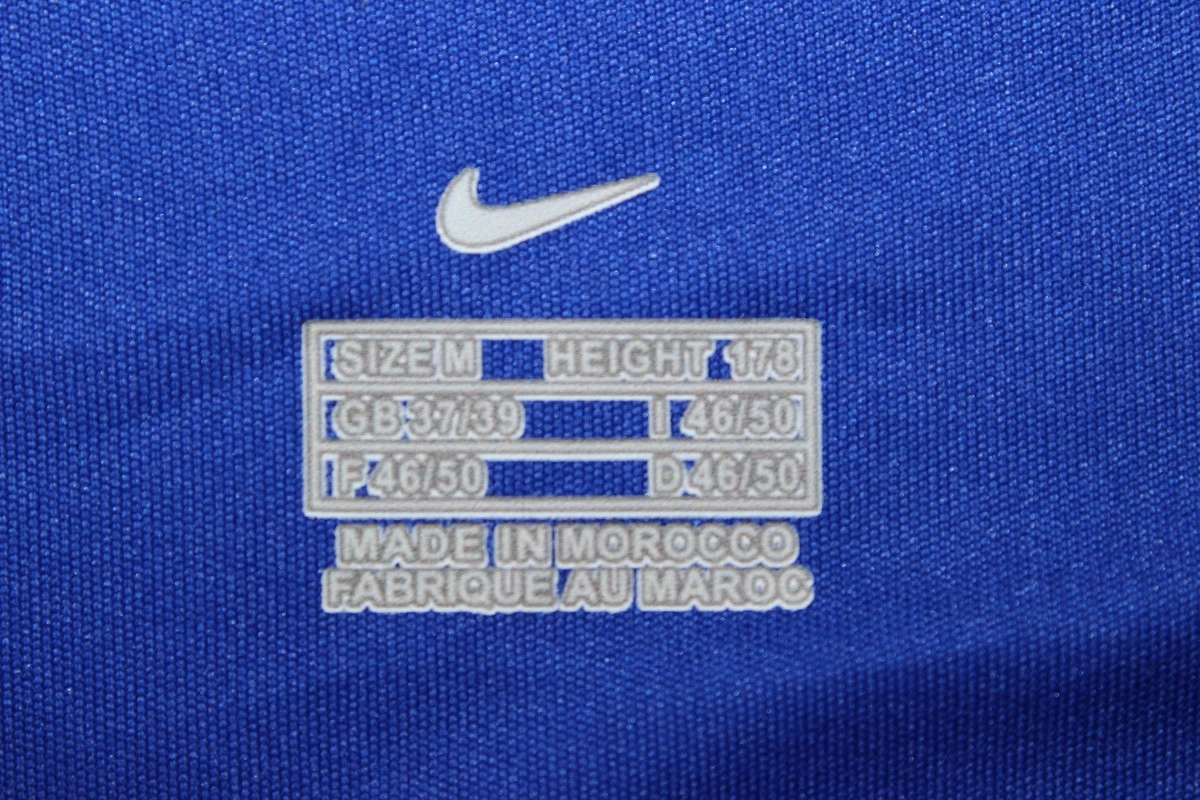 SIZE M HEIGHT 178
GB 37/39 I 46/50
F 46/50 D 46/50
MADE IN MOROCCO
FABRIQUE AU MAROC